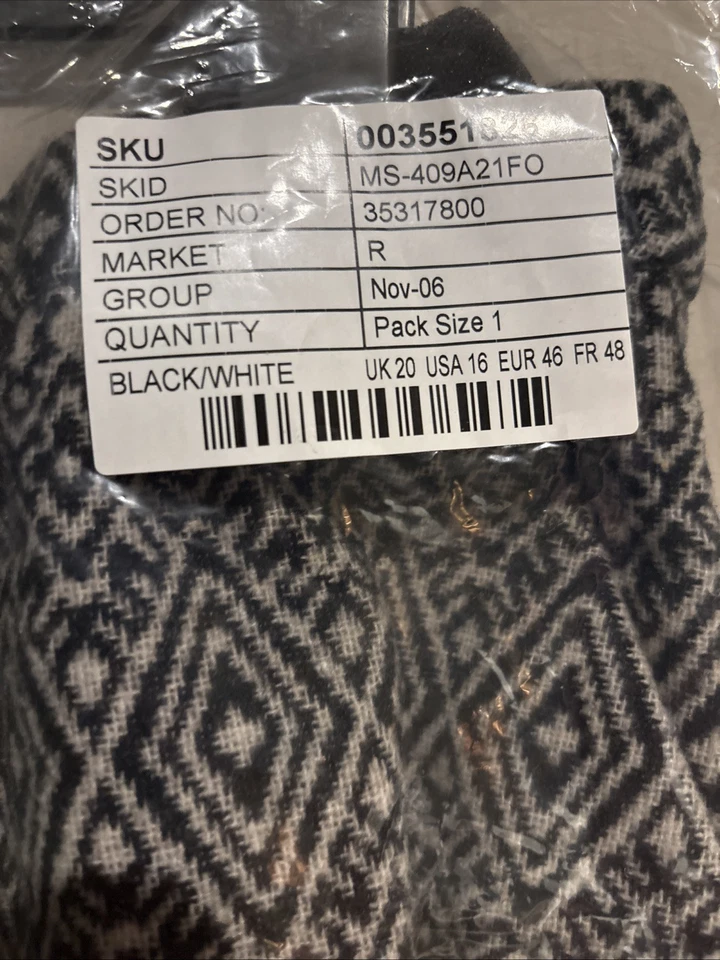 SKU 003551826
SKID MS-409A21FO
ORDER NO: 35317800
MARKET R
GROUP Nov-06
QUANTITY Pack Size 1
BLACK/WHITE UK 20 USA 16 EUR 46 FR 48